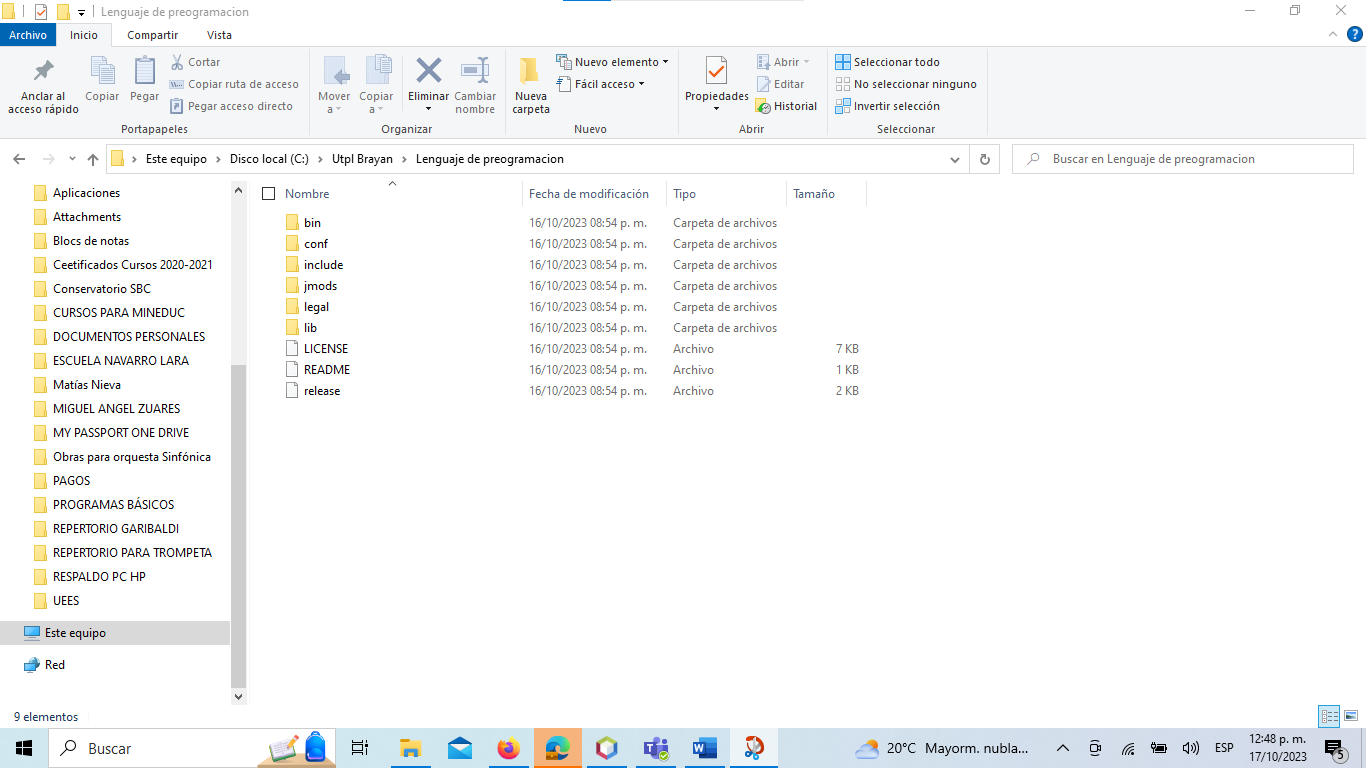 Lenguaje de preogramacion
Archivo Inicio Compartir Vista
Anclar al acceso rápido
Copiar
Pegar
Cortar
Copiar ruta de acceso
Pegar acceso directo
Portapapeles
Mover a
Copiar a
Eliminar
Cambiar nombre
Organizar
Nueva carpeta
Nuevo elemento
Fácil acceso
Nuevo
Propiedades
Abrir
Editar
Historial
Abrir
Seleccionar todo
No seleccionar ninguno
Invertir selección
Seleccionar
Este equipo > Disco local (C:) > Utpl Brayan > Lenguaje de preogramacion
Buscar en Lenguaje de preogramacion
Aplicaciones
Attachments
Blocs de notas
Ceetificados Cursos 2020-2021
Conservatorio SBC
CURSOS PARA MINEDUC
DOCUMENTOS PERSONALES
ESCUELA NAVARRO LARA
Matías Nieva
MIGUEL ANGEL ZUARES
MY PASSPORT ONE DRIVE
Obras para orquesta Sinfónica
PAGOS
PROGRAMAS BÁSICOS
REPERTORIO GARIBALDI
REPERTORIO PARA TROMPETA
RESPALDO PC HP
UEES
Este equipo
Red
Nombre Fecha de modificación Tipo Tamaño
bin 16/10/2023 08:54 p. m. Carpeta de archivos
conf 16/10/2023 08:54 p. m. Carpeta de archivos
include 16/10/2023 08:54 p. m. Carpeta de archivos
jmods 16/10/2023 08:54 p. m. Carpeta de archivos
legal 16/10/2023 08:54 p. m. Carpeta de archivos
lib 16/10/2023 08:54 p. m. Carpeta de archivos
LICENSE 16/10/2023 08:54 p. m. Archivo 7 KB
README 16/10/2023 08:54 p. m. Archivo 1 KB
release 16/10/2023 08:54 p. m. Archivo 2 KB
9 elementos
Buscar
20°C Mayorm. nubla...
ESP
12:48 p. m.
17/10/2023
5